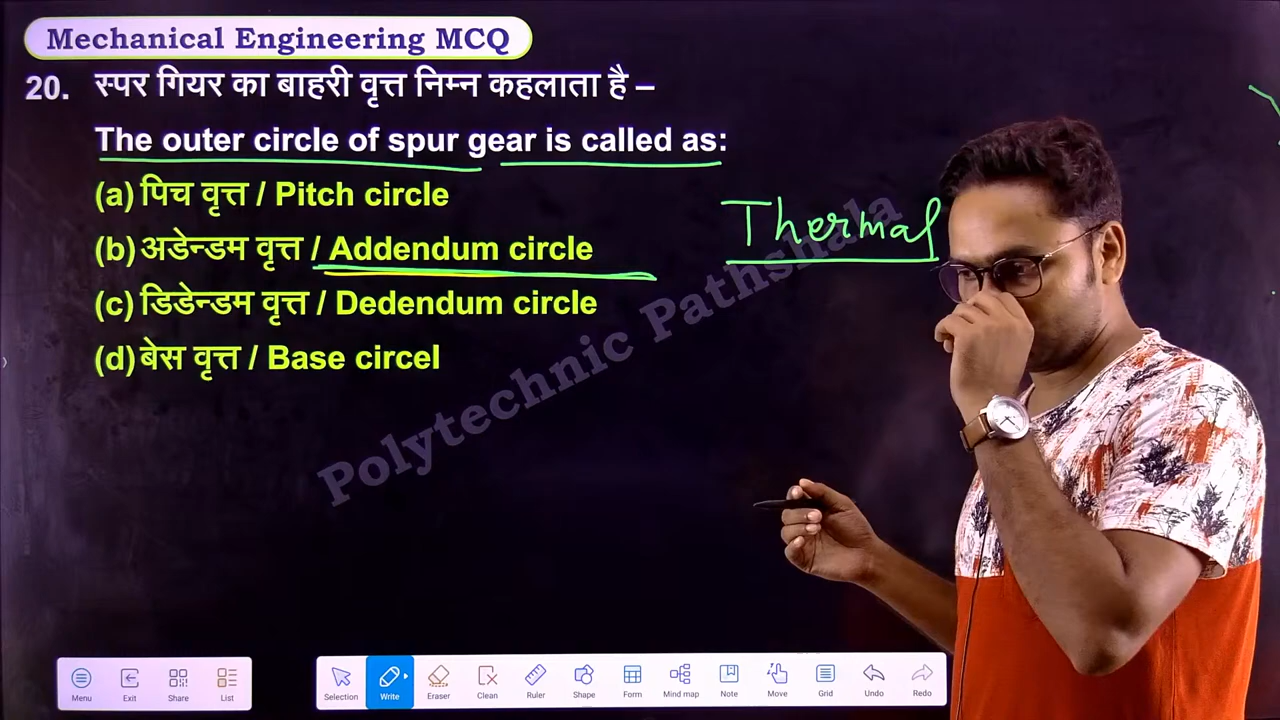 Mechanical Engineering MCQ
20. स्पर गियर का बाहरी वृत्त निम्न कहलाता है –
The outer circle of spur gear is called as:
(a) पिच वृत्त / Pitch circle
(b) अडेन्डम वृत्त / Addendum circle
(c) डिडेन्डम वृत्त / Dedendum circle
(d) बेस वृत्त / Base circel
Thermal
Polytechnic Pathshala
Menu Exit Share List Selection Write Eraser Clean Ruler Shape Form Mind map Note Move Grid Undo Redo